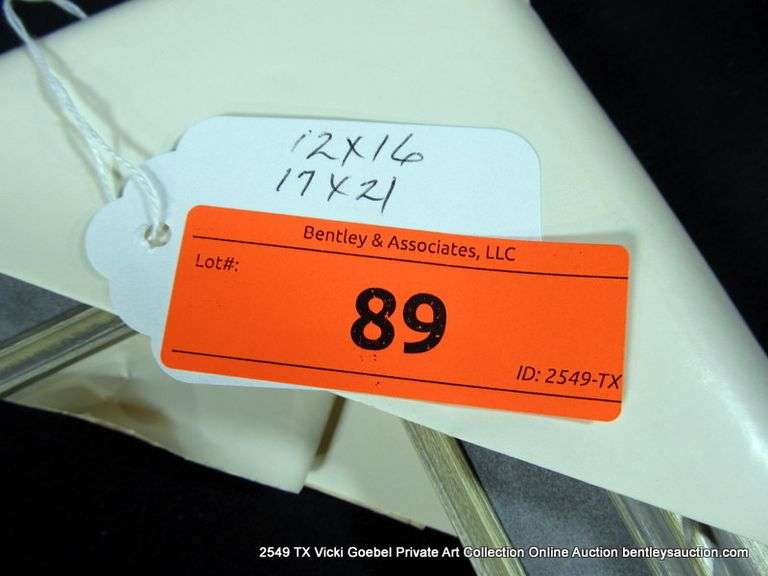 12X16
17X21
Bentley & Associates, LLC
Lot#:
89
ID: 2549-TX
2549 TX Vicki Goebel Private Art Collection Online Auction bentleysauction.com